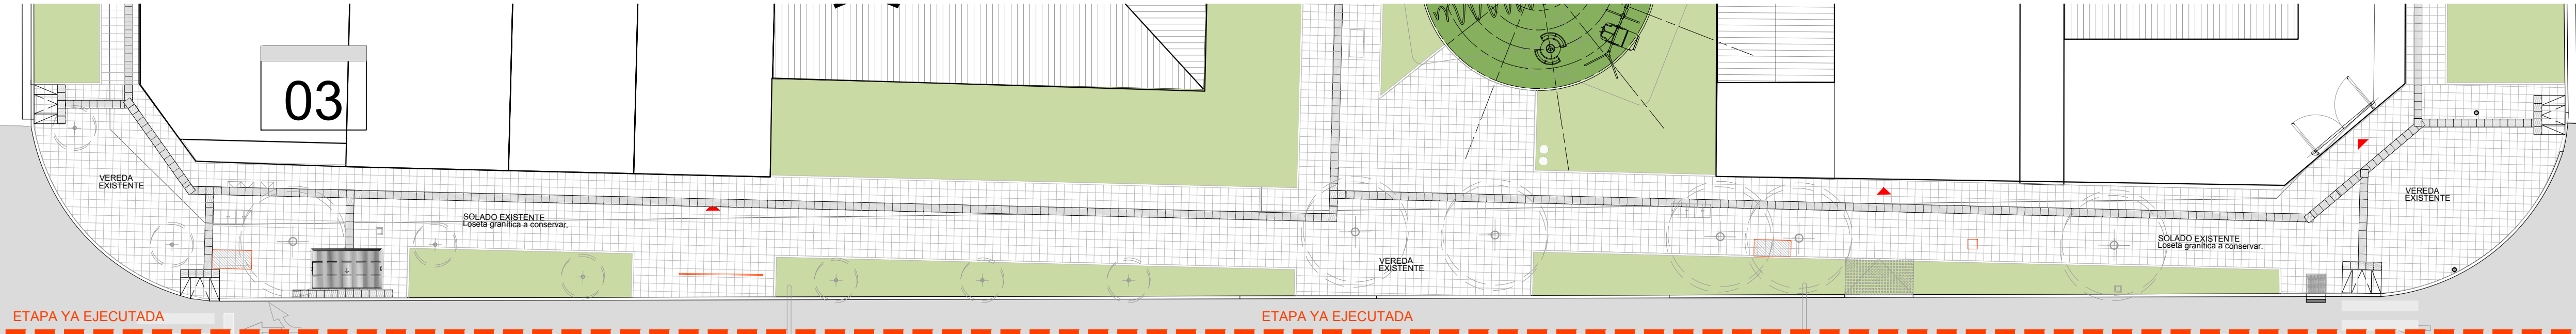 03
VEREDA
EXISTENTE
SOLADO EXISTENTE
Loseta granítica a conservar.
VEREDA
EXISTENTE
SOLADO EXISTENTE
Loseta granítica a conservar.
VEREDA
EXISTENTE
ETAPA YA EJECUTADA
ETAPA YA EJECUTADA